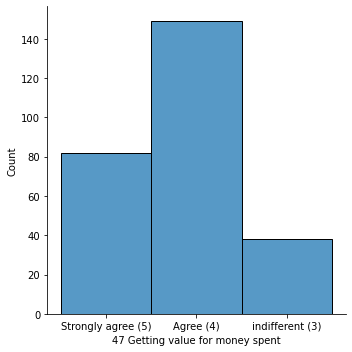 140
120
100
80
60
40
20
0
Count
Strongly agree (5) Agree (4) indifferent (3)
47 Getting value for money spent